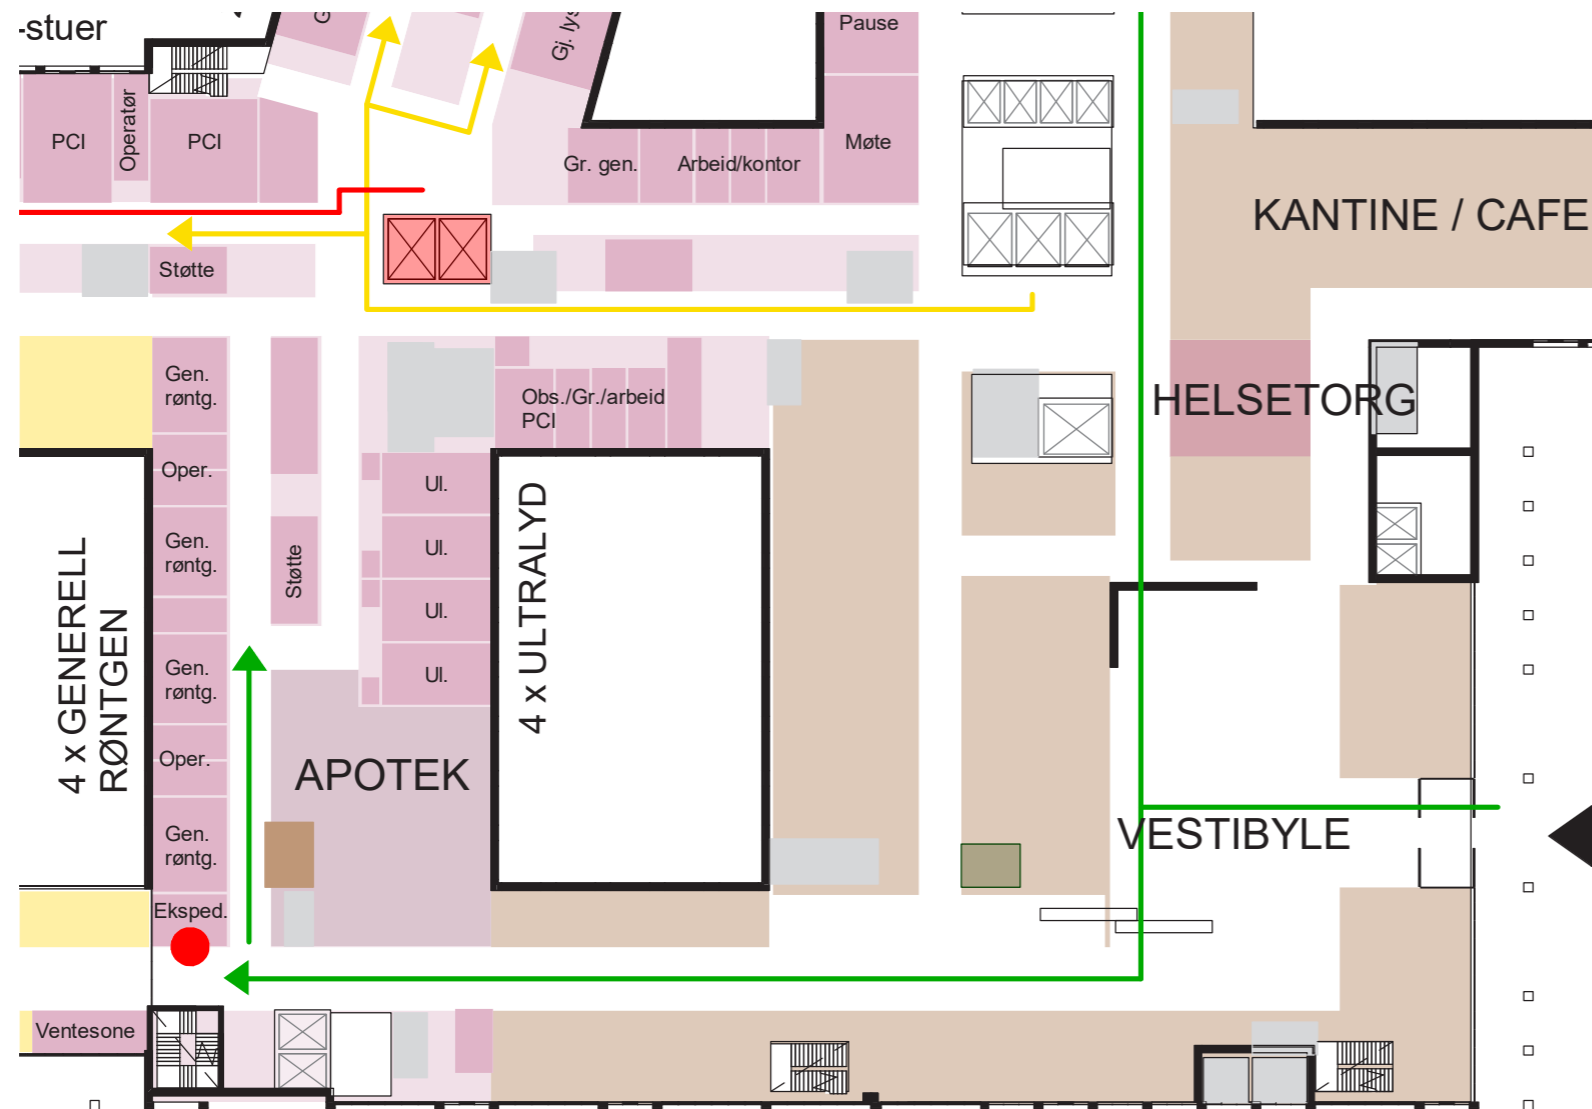 -stuer
G
Gj. lys
Pause
PCI
Operatør
PCI
Gr. gen.
Arbeid/kontor
Møte
KANTINE / CAFE
Støtte
Gen.
røntg.
Obs./Gr./arbeid
PCI
HELSETORG
Oper.
Ul.
Gen.
røntg.
Ul.
Støtte
Ul.
4 x GENERELL
RØNTGEN
4 x ULTRALYD
Gen.
røntg.
Ul.
Oper.
APOTEK
Gen.
røntg.
VESTIBYLE
Eksped.
Ventesone